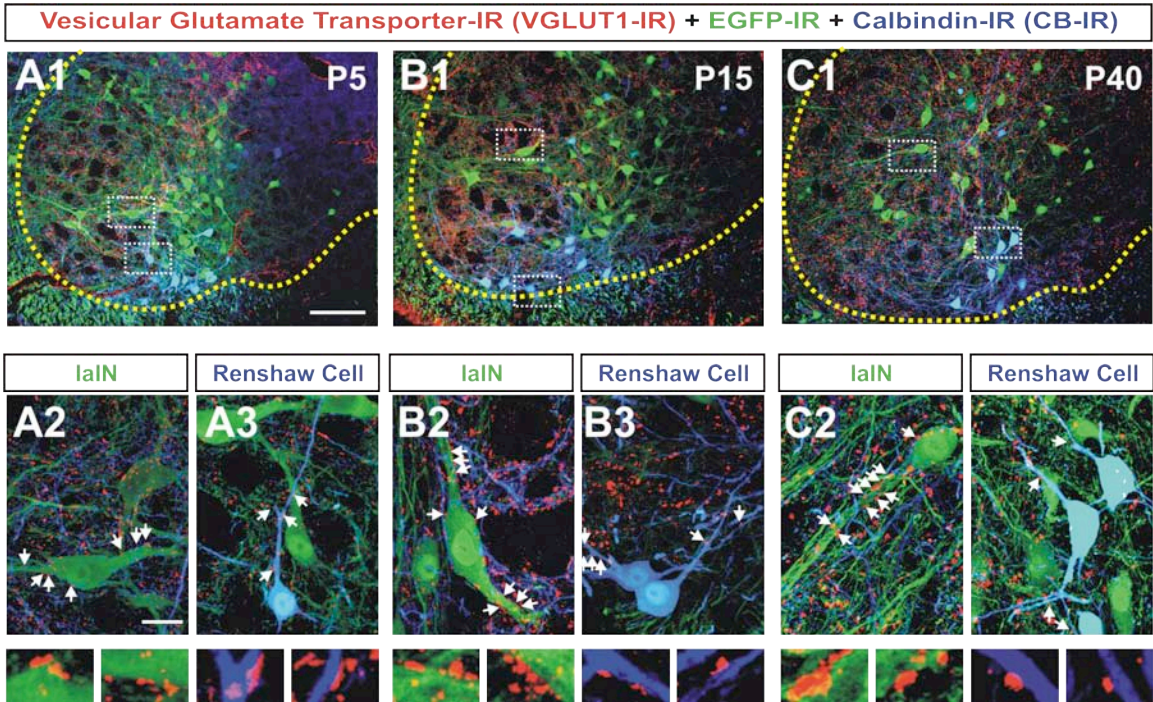 Vesicular Glutamate Transporter-IR (VGLUT1-IR) + EGFP-IR + Calbindin-IR (CB-IR)
A1 P5 B1 P15 C1 P40
IaIN Renshaw Cell IaIN Renshaw Cell IaIN Renshaw Cell
A2 A3 B2 B3 C2